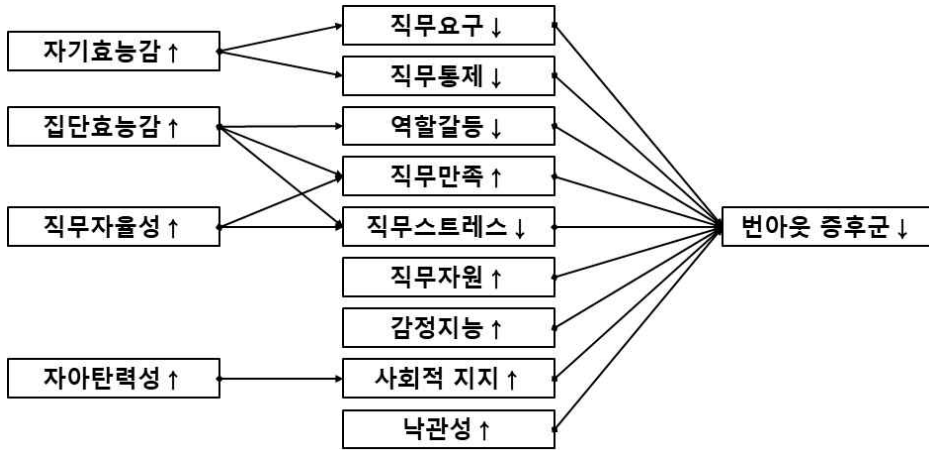 자기효능감 ↑
집단효능감 ↑
직무자율성 ↑
자아탄력성 ↑
직무요구 ↓
직무통제 ↓
역할갈등 ↓
직무만족 ↑
직무스트레스 ↓
직무자원 ↑
감정지능 ↑
사회적 지지 ↑
낙관성 ↑
번아웃 증후군 ↓